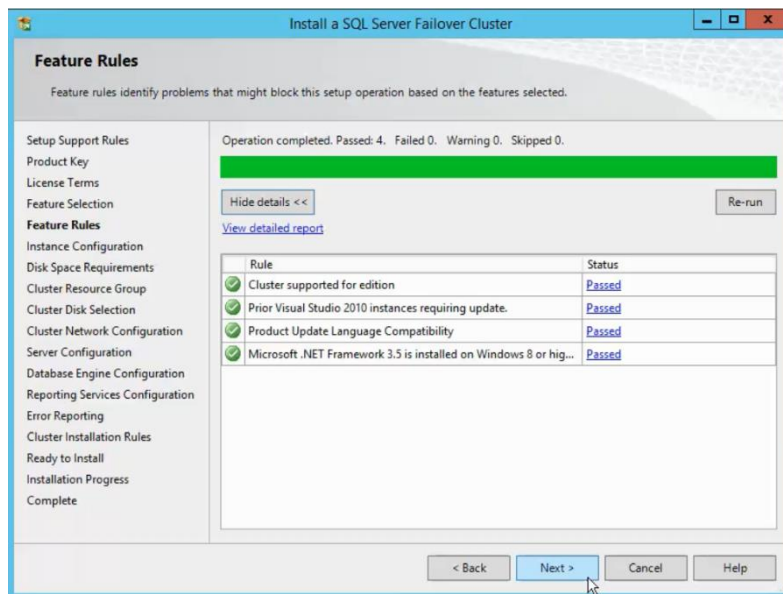 Install a SQL Server Failover Cluster
Feature Rules
Feature rules identify problems that might block this setup operation based on the features selected.
Setup Support Rules
Product Key
License Terms
Feature Selection
Feature Rules
Instance Configuration
Disk Space Requirements
Cluster Resource Group
Cluster Disk Selection
Cluster Network Configuration
Server Configuration
Database Engine Configuration
Reporting Services Configuration
Error Reporting
Cluster Installation Rules
Ready to Install
Installation Progress
Complete
Operation completed. Passed: 4. Failed 0. Warning 0. Skipped 0.
Hide details << Re-run
View detailed report
Rule Status
Cluster supported for edition Passed
Prior Visual Studio 2010 instances requiring update. Passed
Product Update Language Compatibility Passed
Microsoft .NET Framework 3.5 is installed on Windows 8 or hig... Passed
< Back Next > Cancel Help